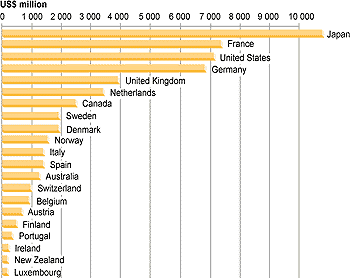 US$ million
0 1 000 2 000 3 000 4 000 5 000 6 000 7 000 8 000 9 000 10 000
Japan
France
United States
Germany
United Kingdom
Netherlands
Canada
Sweden
Denmark
Norway
Italy
Spain
Australia
Switzerland
Belgium
Austria
Finland
Portugal
Ireland
New Zealand
Luxembourg